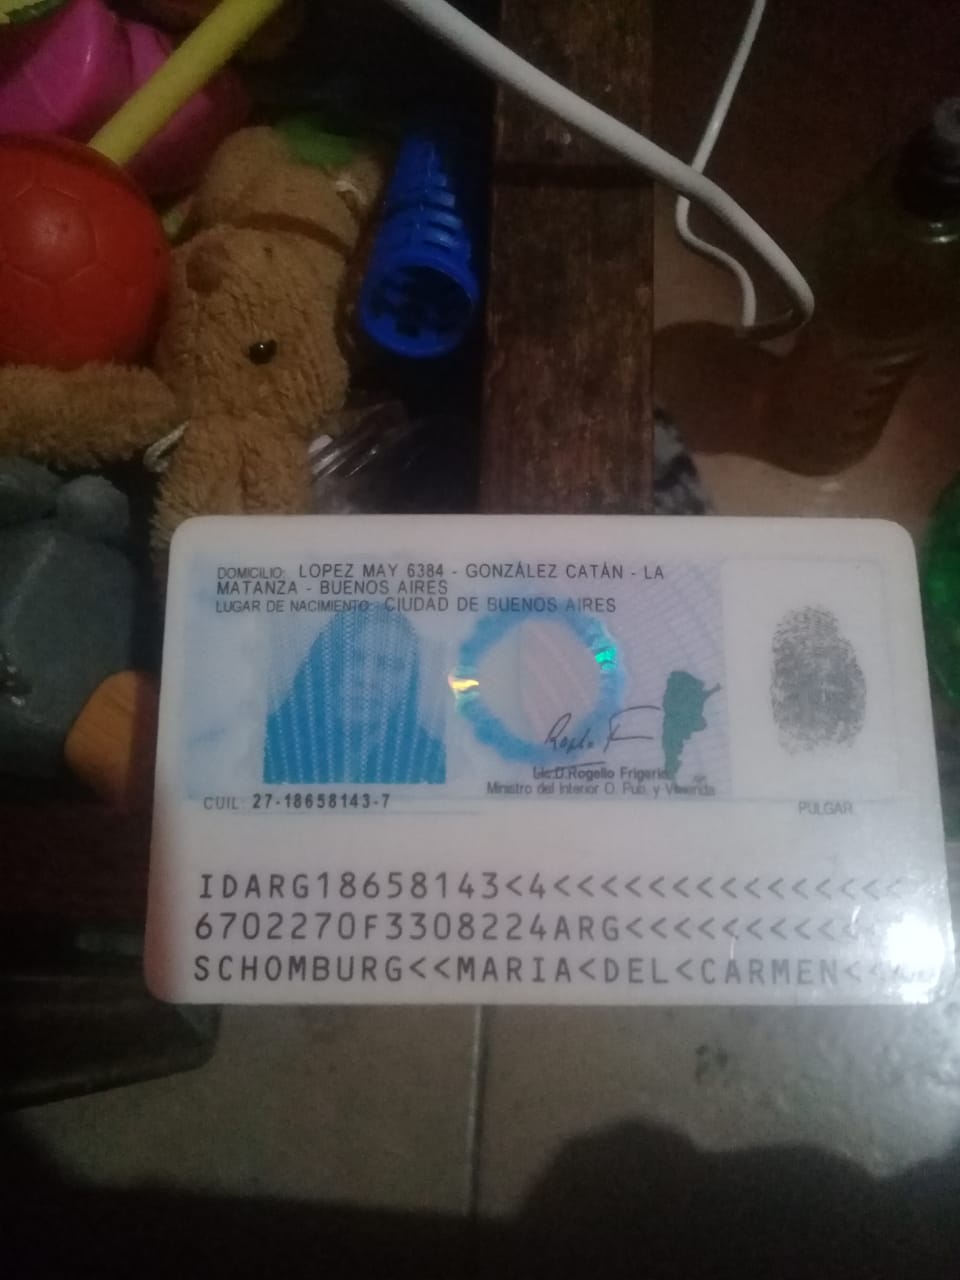 DOMICILIO: LOPEZ MAY 6384 - GONZÁLEZ CATÁN - LA
MATANZA - BUENOS AIRES
LUGAR DE NACIMIENTO: CIUDAD DE BUENOS AIRES
Lic.D.Rogelio Frigerio
Ministro del Interior O. Pub. y Vivienda
CUIL: 27-18658143-7
PULGAR
IDARG18658143<4<<<<<<<<<<<<<<<
6702270F3308224ARG<<<<<<<<<<
SCHOMBURG<<MARIA<DEL<CARMEN<<